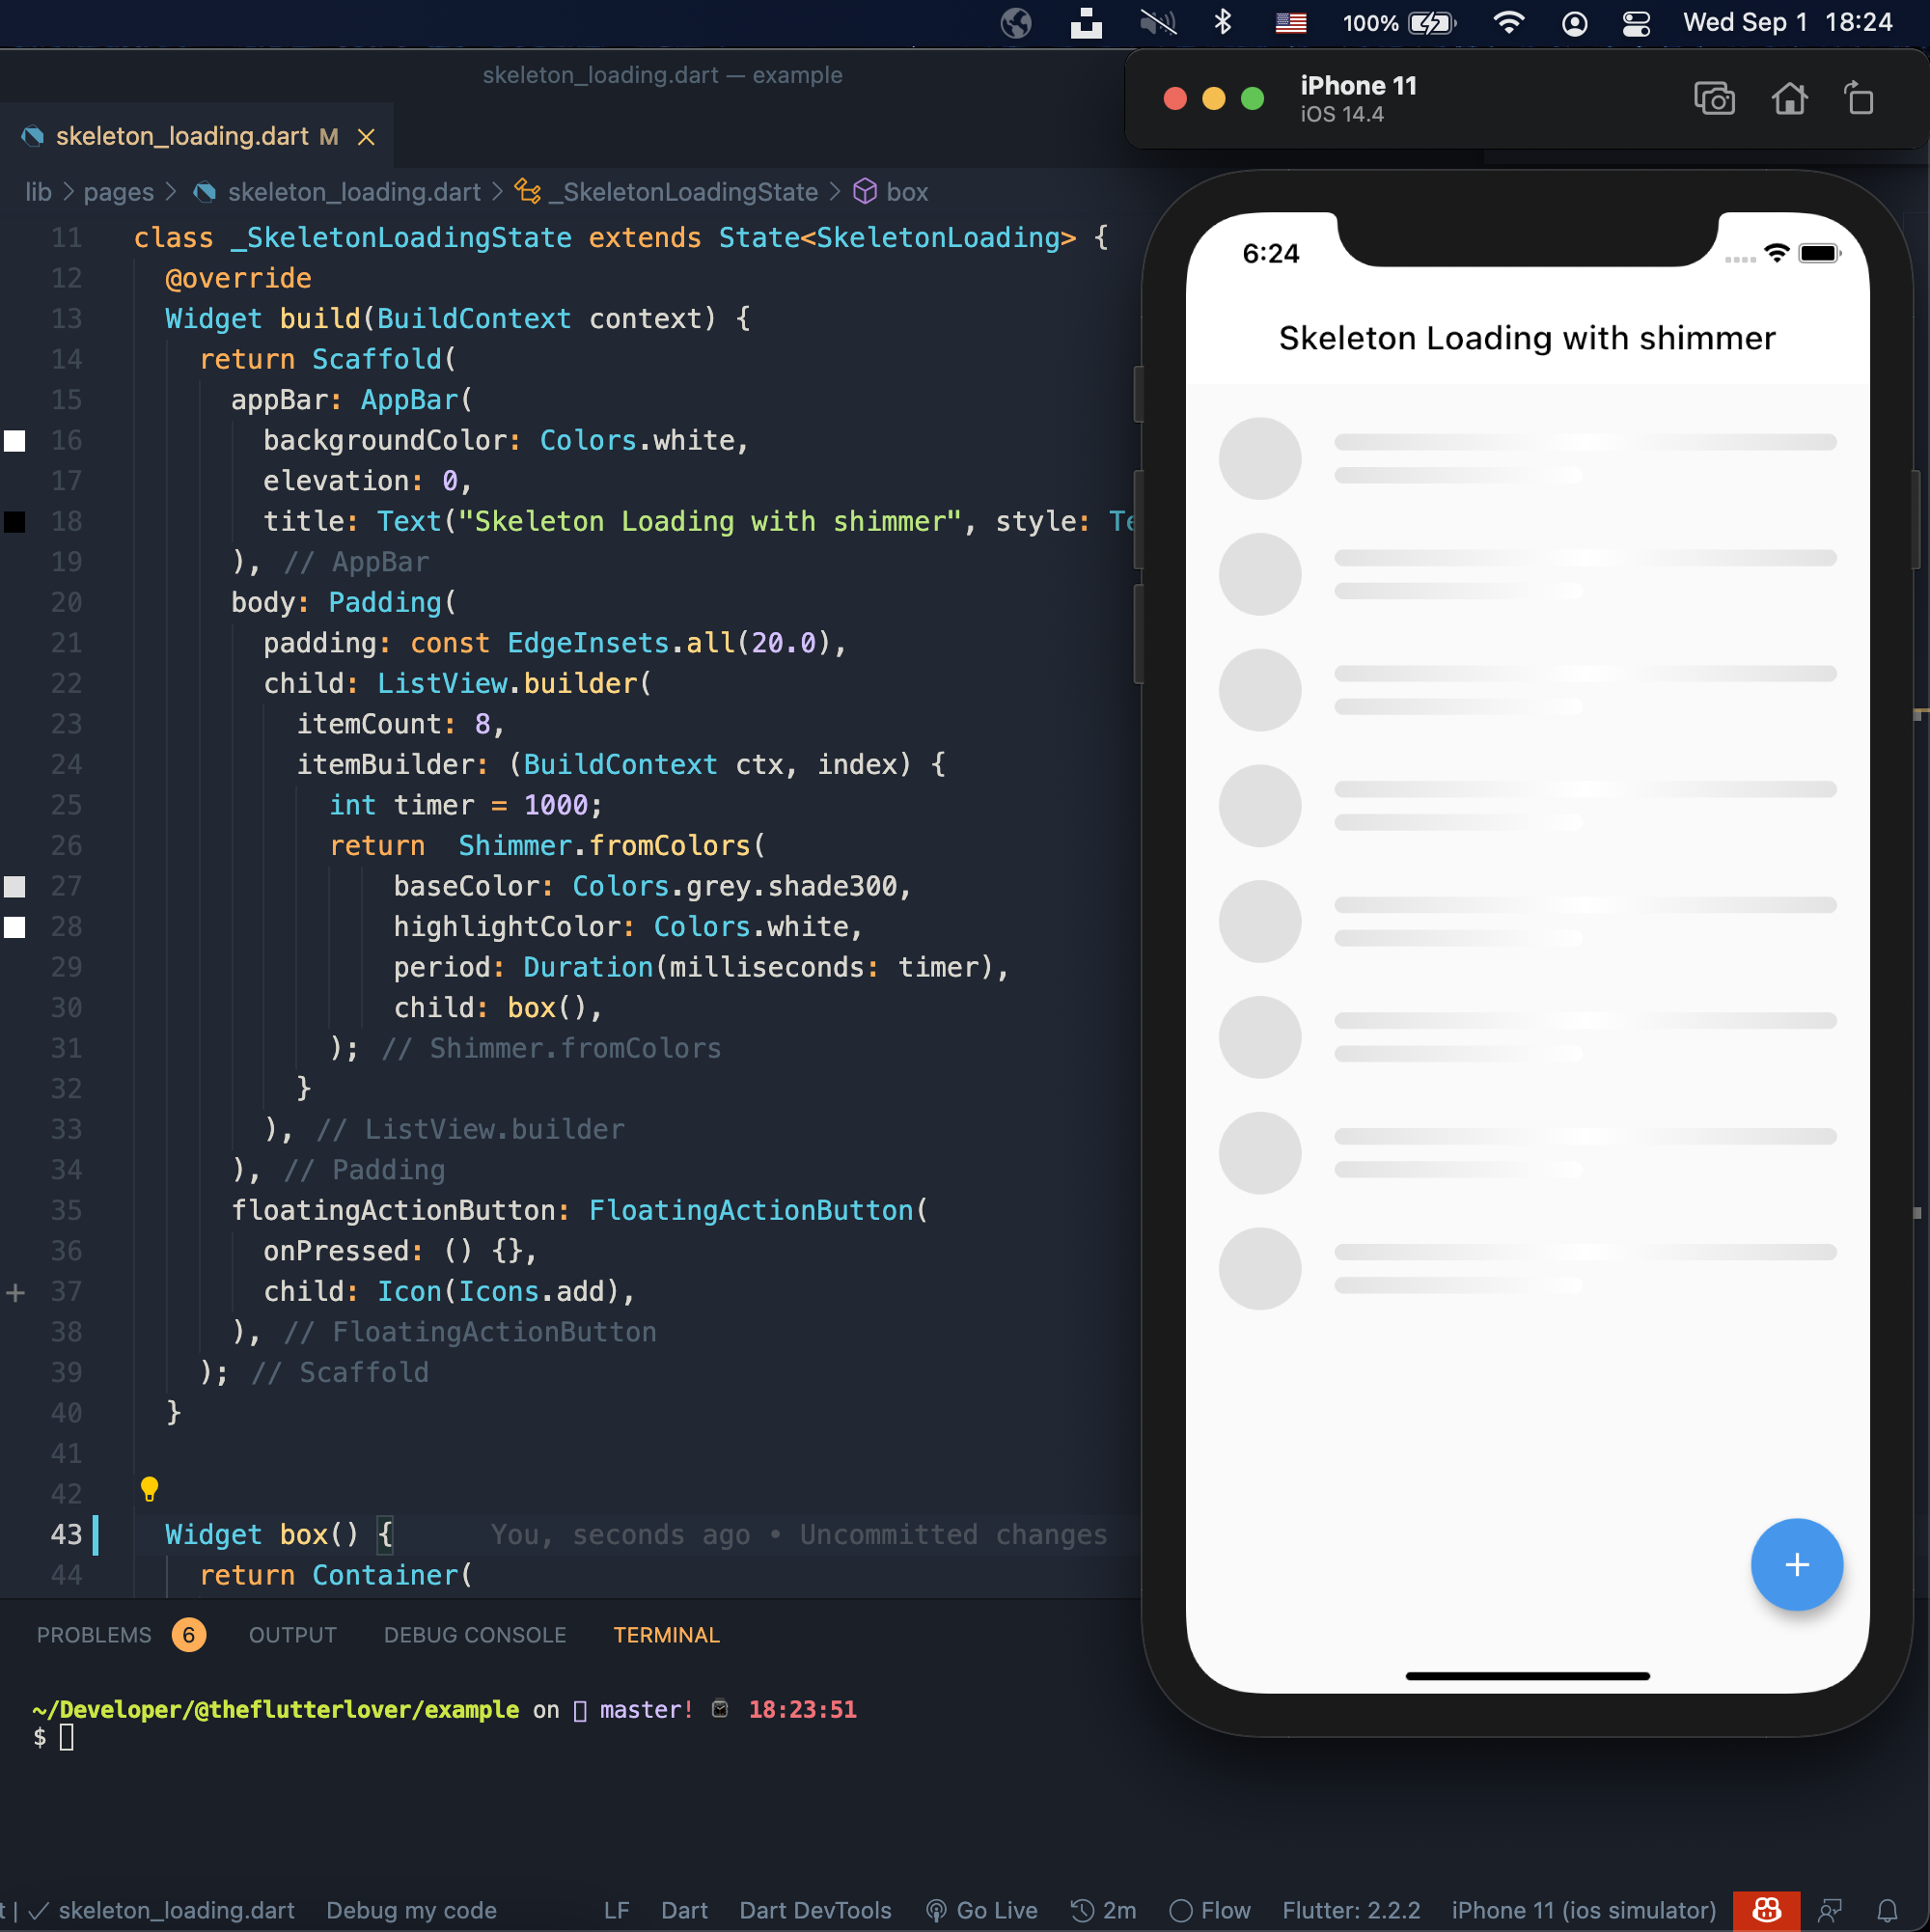 100% Wed Sep 1 18:24
skeleton_loading.dart — example
iPhone 11
iOS 14.4
skeleton_loading.dart M
lib > pages > skeleton_loading.dart > _SkeletonLoadingState > box
11 class _SkeletonLoadingState extends State<SkeletonLoading> {
12 @override
13 Widget build(BuildContext context) {
14 return Scaffold(
15 appBar: AppBar(
16 backgroundColor: Colors.white,
17 elevation: 0,
18 title: Text("Skeleton Loading with shimmer", style: Te
19 ), // AppBar
20 body: Padding(
21 padding: const EdgeInsets.all(20.0),
22 child: ListView.builder(
23 itemCount: 8,
24 itemBuilder: (BuildContext ctx, index) {
25 int timer = 1000;
26 return Shimmer.fromColors(
27 baseColor: Colors.grey.shade300,
28 highlightColor: Colors.white,
29 period: Duration(milliseconds: timer),
30 child: box(),
31 ); // Shimmer.fromColors
32 }
33 ), // ListView.builder
34 ), // Padding
35 floatingActionButton: FloatingActionButton(
36 onPressed: () {},
37 child: Icon(Icons.add),
38 ), // FloatingActionButton
39 ); // Scaffold
40 }
41
42
43 Widget box() { You, seconds ago • Uncommitted changes
44 return Container(
6:24
Skeleton Loading with shimmer
PROBLEMS 6 OUTPUT DEBUG CONSOLE TERMINAL
~/Developer/@theflutterlover/example on master! 18:23:51
$
t | ✓ skeleton_loading.dart Debug my code LF Dart Dart DevTools Go Live 2m Flow Flutter: 2.2.2 iPhone 11 (ios simulator)